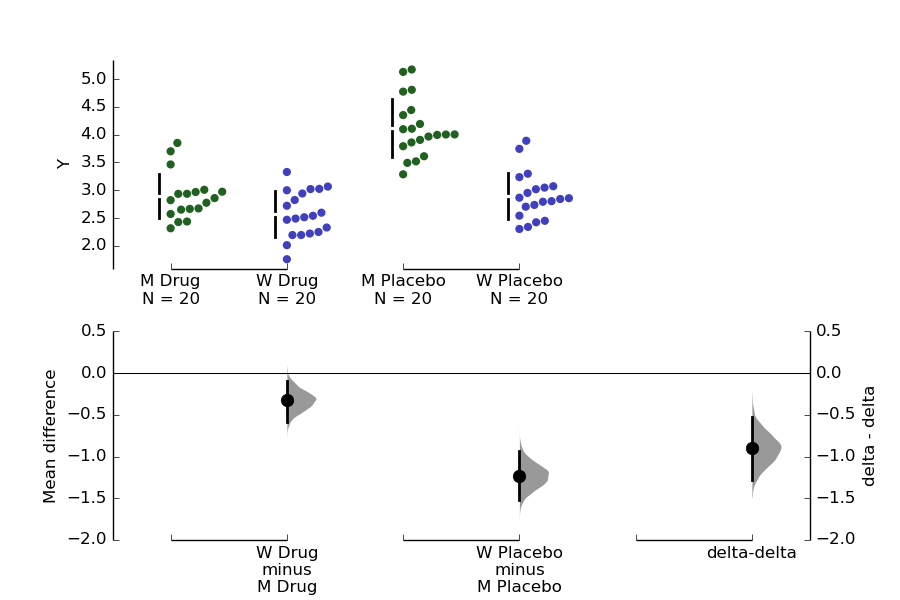 Y
5.0
4.5
4.0
3.5
3.0
2.5
2.0
M Drug
N = 20
W Drug
N = 20
M Placebo
N = 20
W Placebo
N = 20
Mean difference
0.5
0.0
−0.5
−1.0
−1.5
−2.0
W Drug
minus
M Drug
W Placebo
minus
M Placebo
delta-delta
0.5
0.0
−0.5
−1.0
−1.5
−2.0
delta - delta